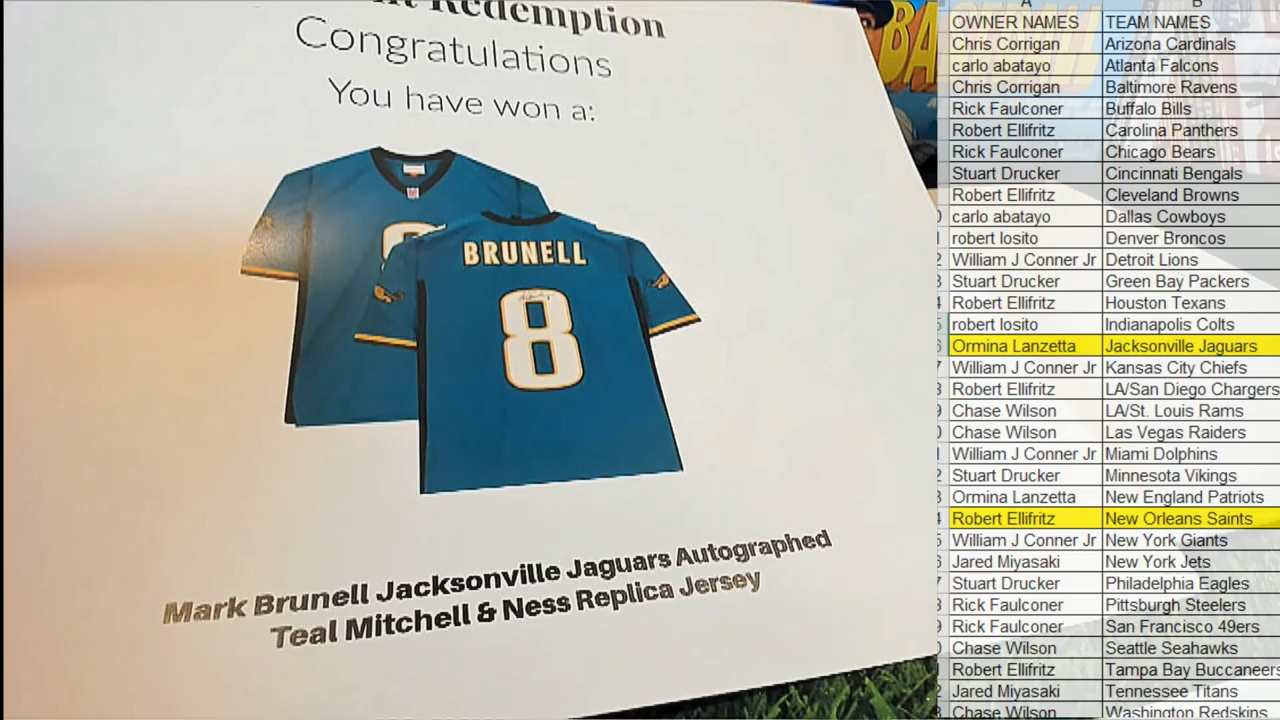 Redemption
Congratulations
You have won a:
BRUNELL
8
Mark Brunell Jacksonville Jaguars Autographed
Teal Mitchell & Ness Replica Jersey
BA
A B
OWNER NAMES TEAM NAMES
Chris Corrigan Arizona Cardinals
carlo abatayo Atlanta Falcons
Chris Corrigan Baltimore Ravens
Rick Faulconer Buffalo Bills
Robert Ellifritz Carolina Panthers
Rick Faulconer Chicago Bears
Stuart Drucker Cincinnati Bengals
Robert Ellifritz Cleveland Browns
carlo abatayo Dallas Cowboys
robert losito Denver Broncos
William J Conner Jr Detroit Lions
Stuart Drucker Green Bay Packers
Robert Ellifritz Houston Texans
robert losito Indianapolis Colts
Ormina Lanzetta Jacksonville Jaguars
William J Conner Jr Kansas City Chiefs
Robert Ellifritz LA/San Diego Chargers
Chase Wilson LA/St. Louis Rams
Chase Wilson Las Vegas Raiders
William J Conner Jr Miami Dolphins
Stuart Drucker Minnesota Vikings
Ormina Lanzetta New England Patriots
Robert Ellifritz New Orleans Saints
William J Conner Jr New York Giants
Jared Miyasaki New York Jets
Stuart Drucker Philadelphia Eagles
Rick Faulconer Pittsburgh Steelers
Rick Faulconer San Francisco 49ers
Chase Wilson Seattle Seahawks
Robert Ellifritz Tampa Bay Buccaneers
Jared Miyasaki Tennessee Titans
Chase Wilson Washington Redskins